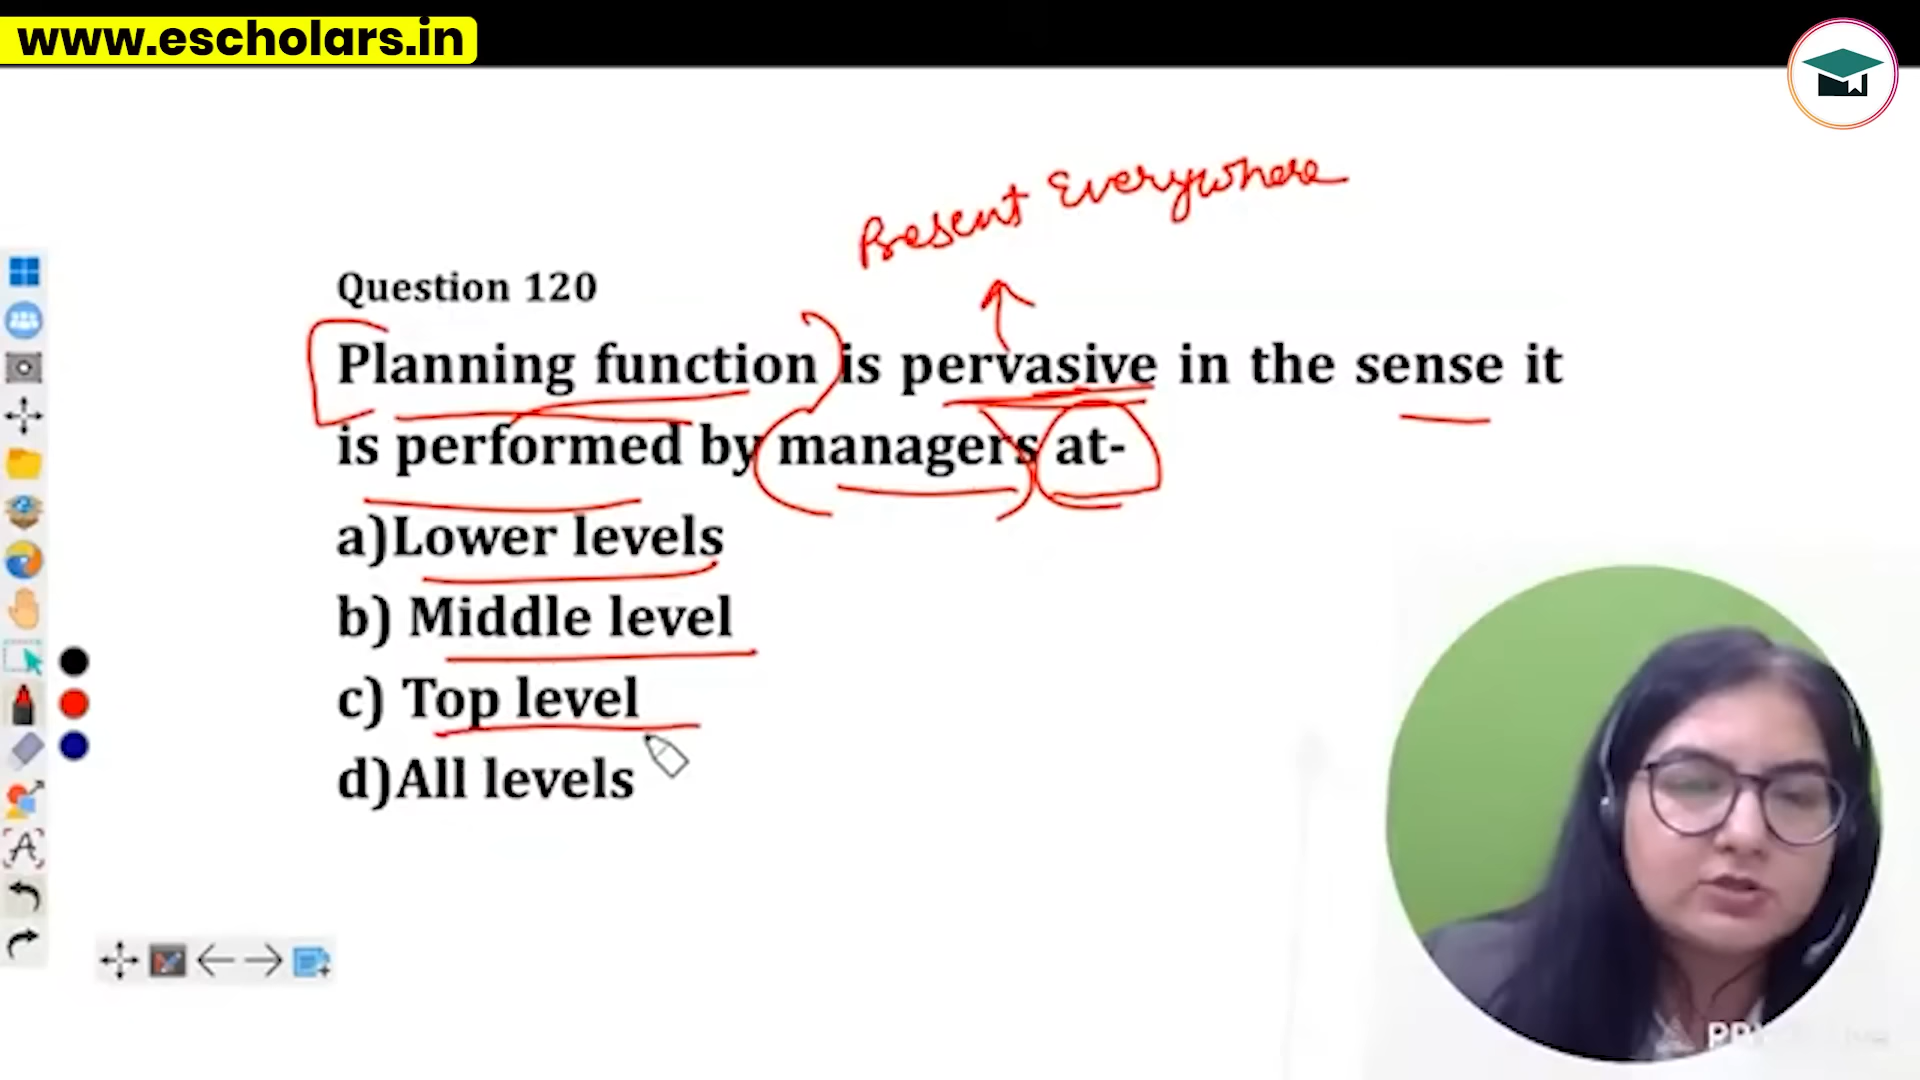 www.escholars.in
Present Everywhere
Question 120
Planning function is pervasive in the sense it
is performed by managers at-
a)Lower levels
b) Middle level
c) Top level
d)All levels